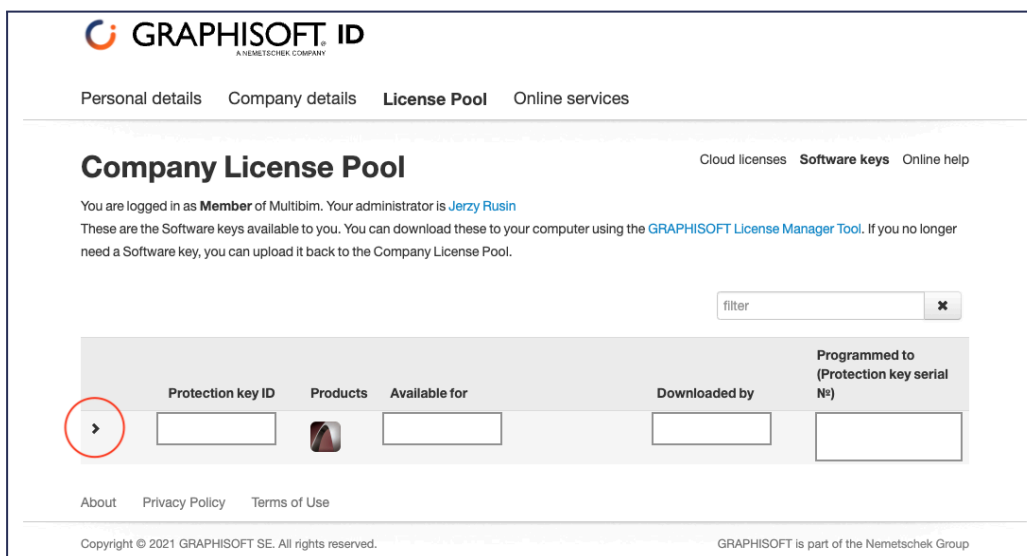 GRAPHISOFT. ID
A NEMETSCHEK COMPANY
Personal details Company details License Pool Online services
Company License Pool
Cloud licenses Software keys Online help
You are logged in as Member of Multibim. Your administrator is Jerzy Rusin
These are the Software keys available to you. You can download these to your computer using the GRAPHISOFT License Manager Tool. If you no longer
need a Software key, you can upload it back to the Company License Pool.
filter
Protection key ID Products Available for Downloaded by Programmed to
(Protection key serial
Nº)
About Privacy Policy Terms of Use
Copyright © 2021 GRAPHISOFT SE. All rights reserved.
GRAPHISOFT is part of the Nemetschek Group